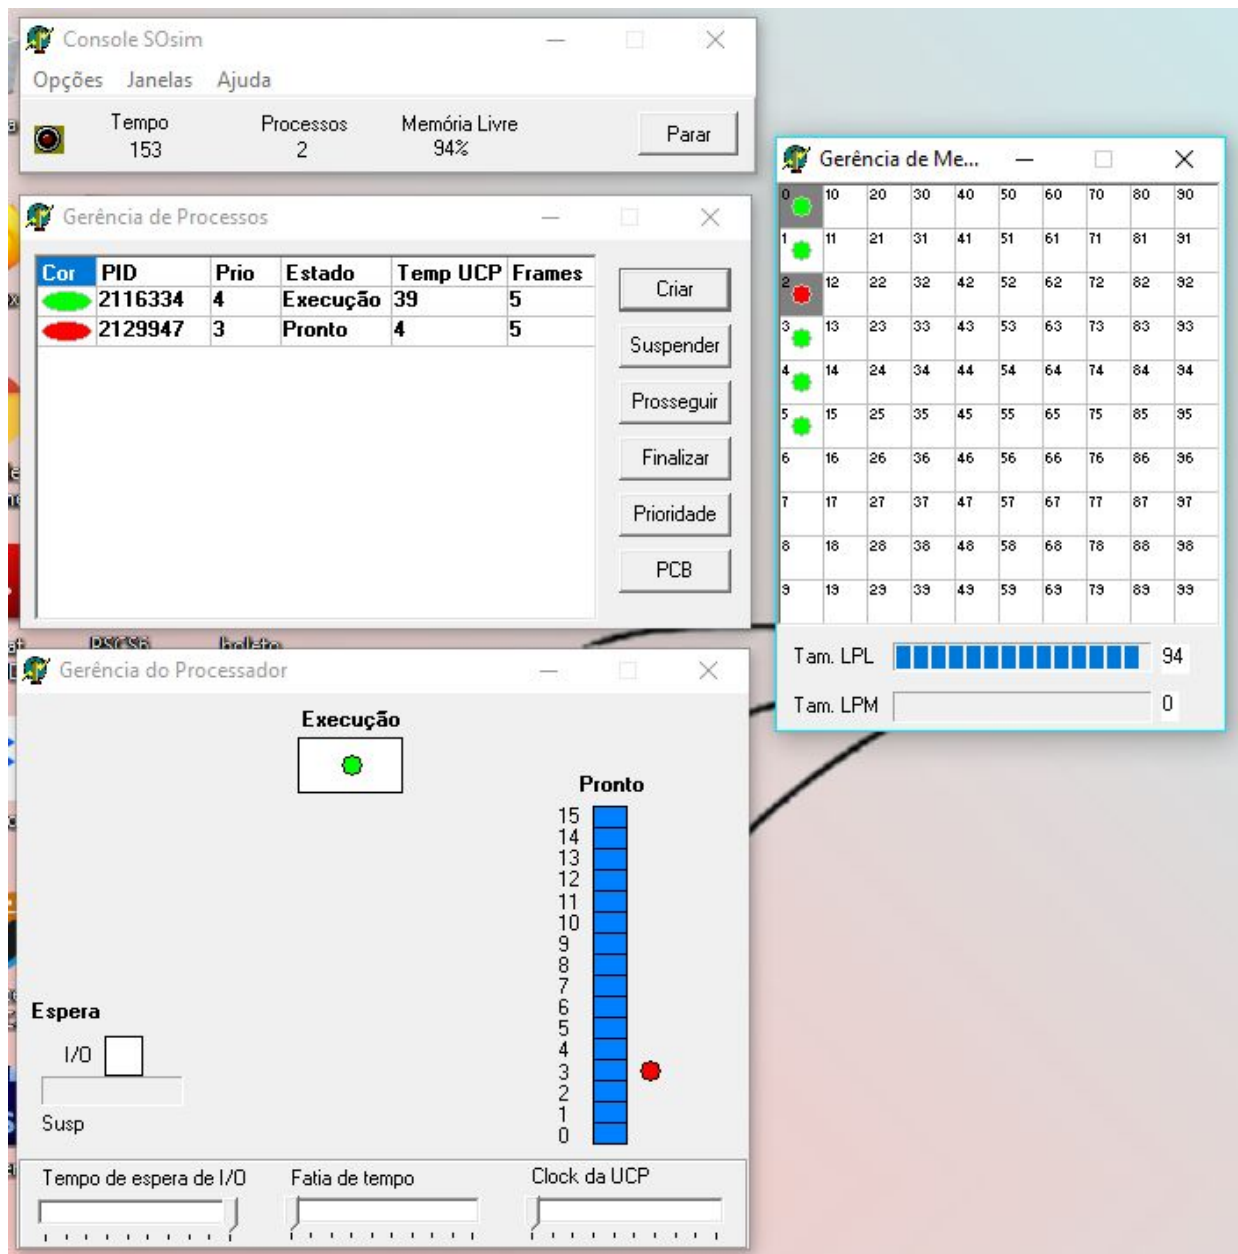 Console SOsim
Opções Janelas Ajuda
Tempo Processos Memória Livre
153 2 94%
Parar
Gerência de Processos
Cor PID Prio Estado Temp UCP Frames
2116334 4 Execução 39 5
2129947 3 Pronto 4 5
Criar
Suspender
Prosseguir
Finalizar
Prioridade
PCB
Gerência de Me...
0 10 20 30 40 50 60 70 80 90
1 11 21 31 41 51 61 71 81 91
2 12 22 32 42 52 62 72 82 92
3 13 23 33 43 53 63 73 83 93
4 14 24 34 44 54 64 74 84 94
5 15 25 35 45 55 65 75 85 95
6 16 26 36 46 56 66 76 86 96
7 17 27 37 47 57 67 77 87 97
8 18 28 38 48 58 68 78 88 98
9 19 29 39 49 59 69 79 89 99
Tam. LPL 94
Tam. LPM 0
Gerência do Processador
Execução
Pronto
15
14
13
12
11
10
9
8
7
6
5
4
3
2
1
0
Espera
I/O
Susp
Tempo de espera de I/O Fatia de tempo Clock da UCP